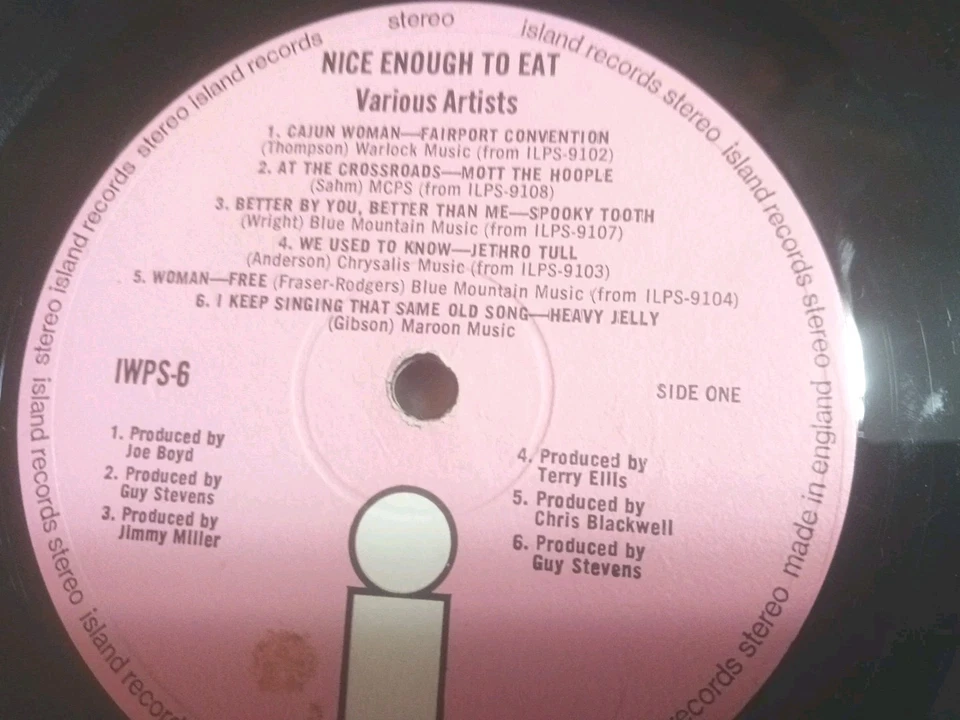 stereo island records stereo island records stereo island records stereo island records stereo island records stereo made in england stereo
records stereo
island records
NICE ENOUGH TO EAT
Various Artists
1. CAJUN WOMAN—FAIRPORT CONVENTION
(Thompson) Warlock Music (from ILPS-9102)
2. AT THE CROSSROADS—MOTT THE HOOPLE
(Sahm) MCPS (from ILPS-9108)
3. BETTER BY YOU, BETTER THAN ME—SPOOKY TOOTH
(Wright) Blue Mountain Music (from ILPS-9107)
4. WE USED TO KNOW—JETHRO TULL
(Anderson) Chrysalis Music (from ILPS-9103)
5. WOMAN—FREE (Fraser-Rodgers) Blue Mountain Music (from ILPS-9104)
6. I KEEP SINGING THAT SAME OLD SONG—HEAVY JELLY
(Gibson) Maroon Music
IWPS-6
SIDE ONE
1. Produced by
Joe Boyd
2. Produced by
Guy Stevens
3. Produced by
Jimmy Miller
4. Produced by
Terry Ellis
5. Produced by
Chris Blackwell
6. Produced by
Guy Stevens
i